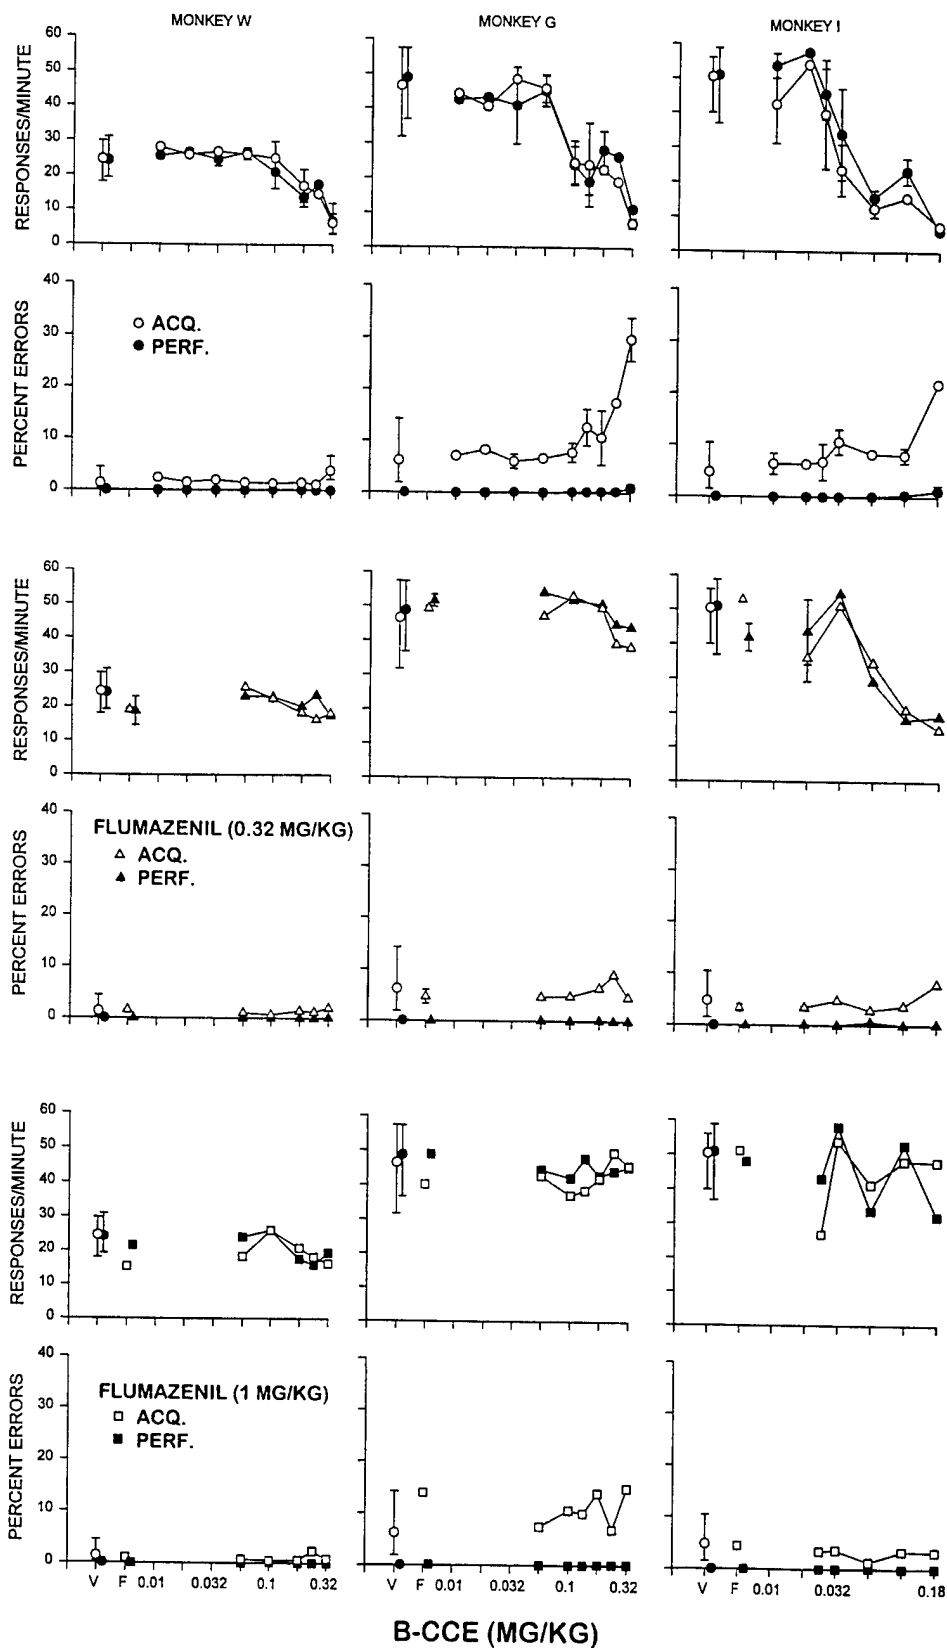 MONKEY W
MONKEY G
MONKEY I
RESPONSES/MINUTE
60
50
40
30
20
10
0
PERCENT ERRORS
40
30
20
10
0
ACQ.
PERF.
RESPONSES/MINUTE
60
50
40
30
20
10
0
PERCENT ERRORS
40
30
20
10
0
FLUMAZENIL (0.32 MG/KG)
ACQ.
PERF.
RESPONSES/MINUTE
60
50
40
30
20
10
0
PERCENT ERRORS
40
30
20
10
0
FLUMAZENIL (1 MG/KG)
ACQ.
PERF.
V F 0.01 0.032 0.1 0.32
V F 0.01 0.032 0.1 0.32
V F 0.01 0.032 0.18
B-CCE (MG/KG)